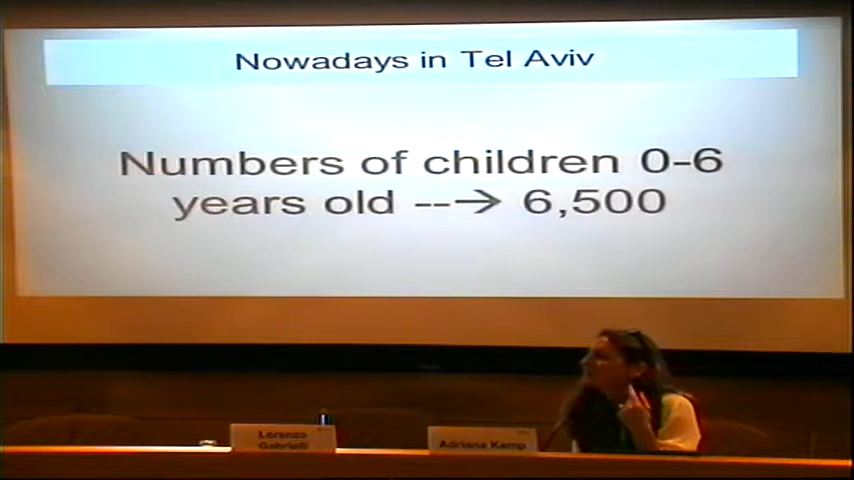 Nowadays in Tel Aviv
Numbers of children 0-6
years old --→ 6,500
Lorenzo
Gabrielli
Adriana Kemp